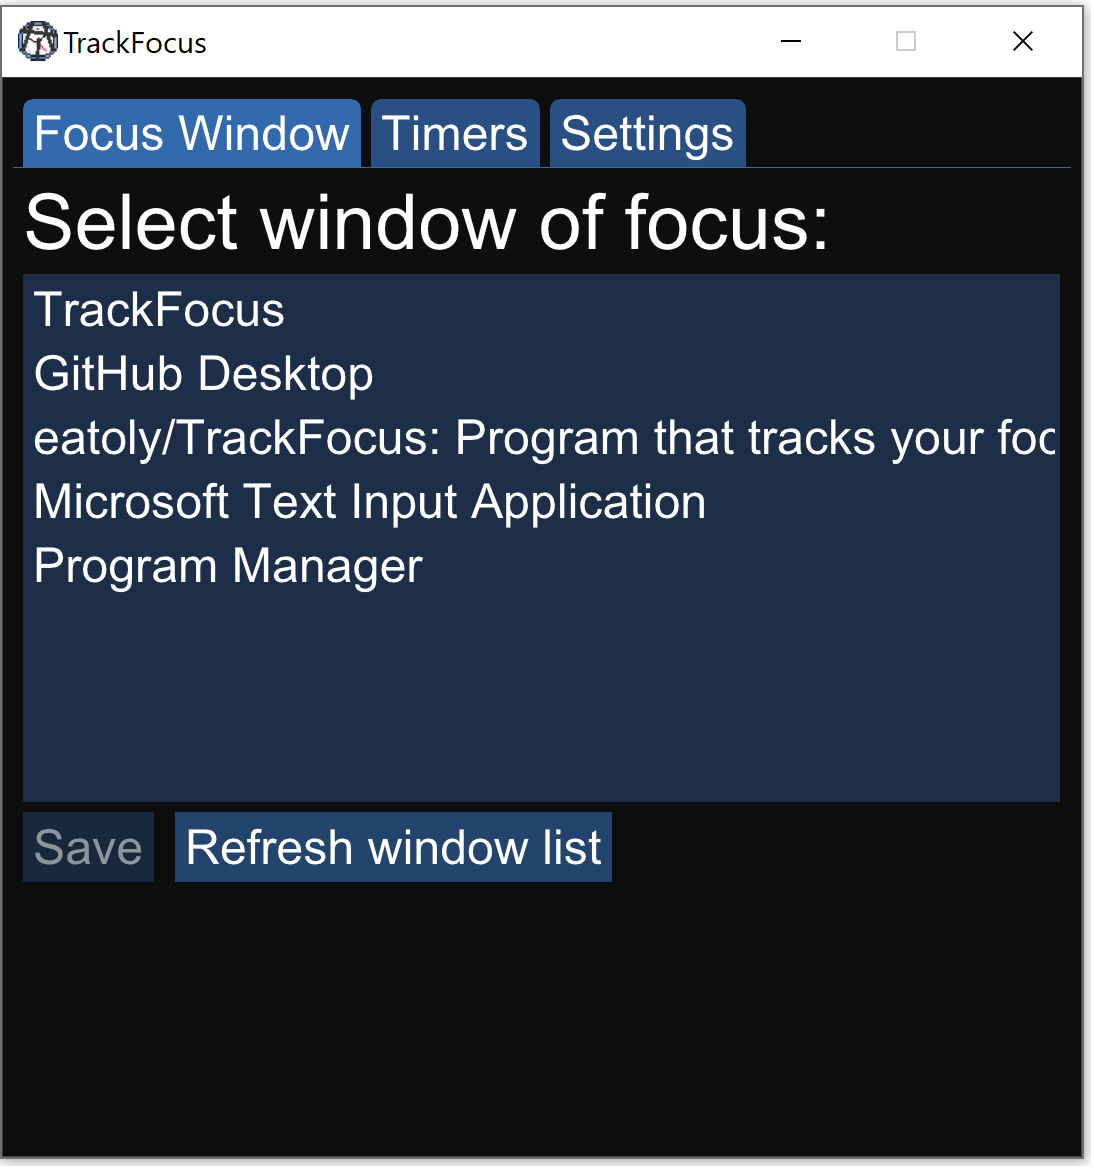 TrackFocus
Focus Window Timers Settings
Select window of focus:
TrackFocus
GitHub Desktop
eatoly/TrackFocus: Program that tracks your foc
Microsoft Text Input Application
Program Manager
Save Refresh window list